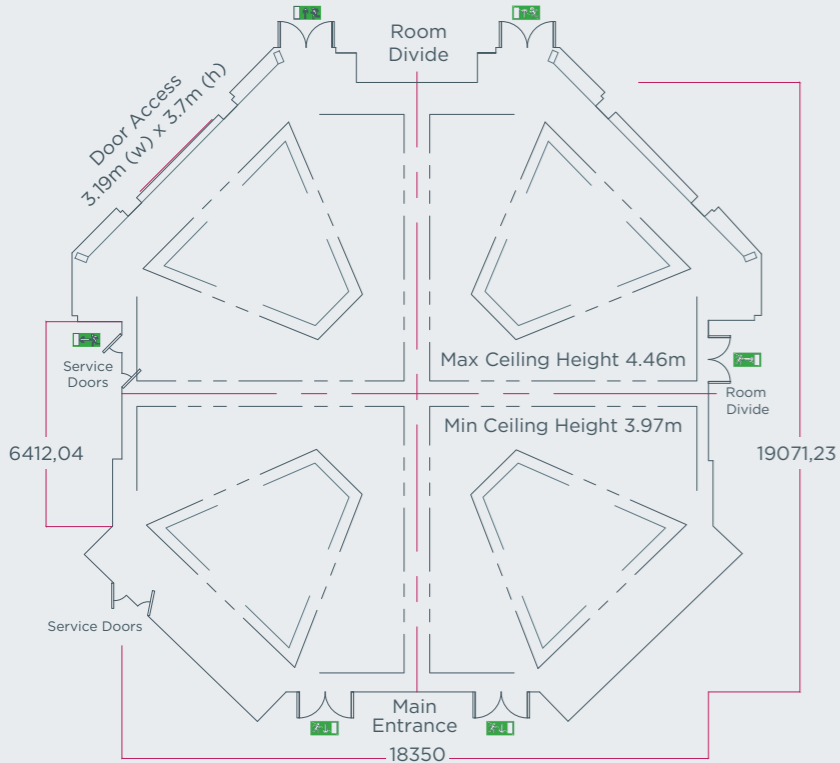 Room
Divide
Door Access
3.19m (w) x 3.7m (h)
Max Ceiling Height 4.46m
Service
Doors
Room
Divide
Min Ceiling Height 3.97m
6412,04
19071,23
Service Doors
Main
Entrance
18350